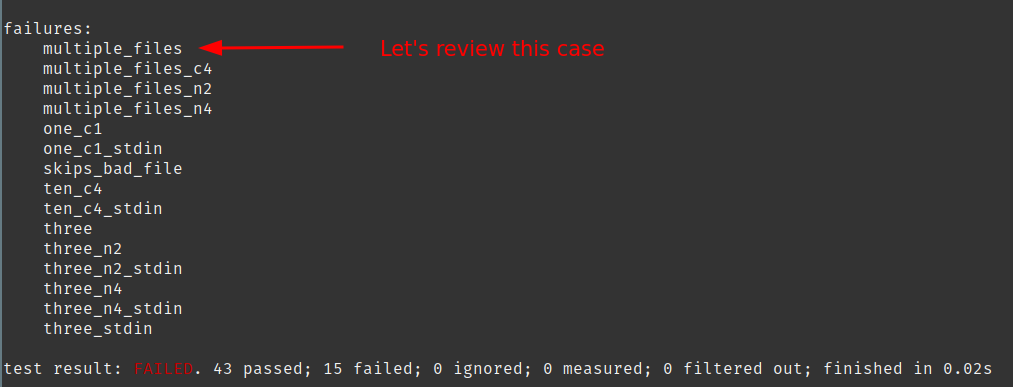 failures:
multiple_files Let's review this case
multiple_files_c4
multiple_files_n2
multiple_files_n4
one_c1
one_c1_stdin
skips_bad_file
ten_c4
ten_c4_stdin
three
three_n2
three_n2_stdin
three_n4
three_n4_stdin
three_stdin
test result: FAILED. 43 passed; 15 failed; 0 ignored; 0 measured; 0 filtered out; finished in 0.02s